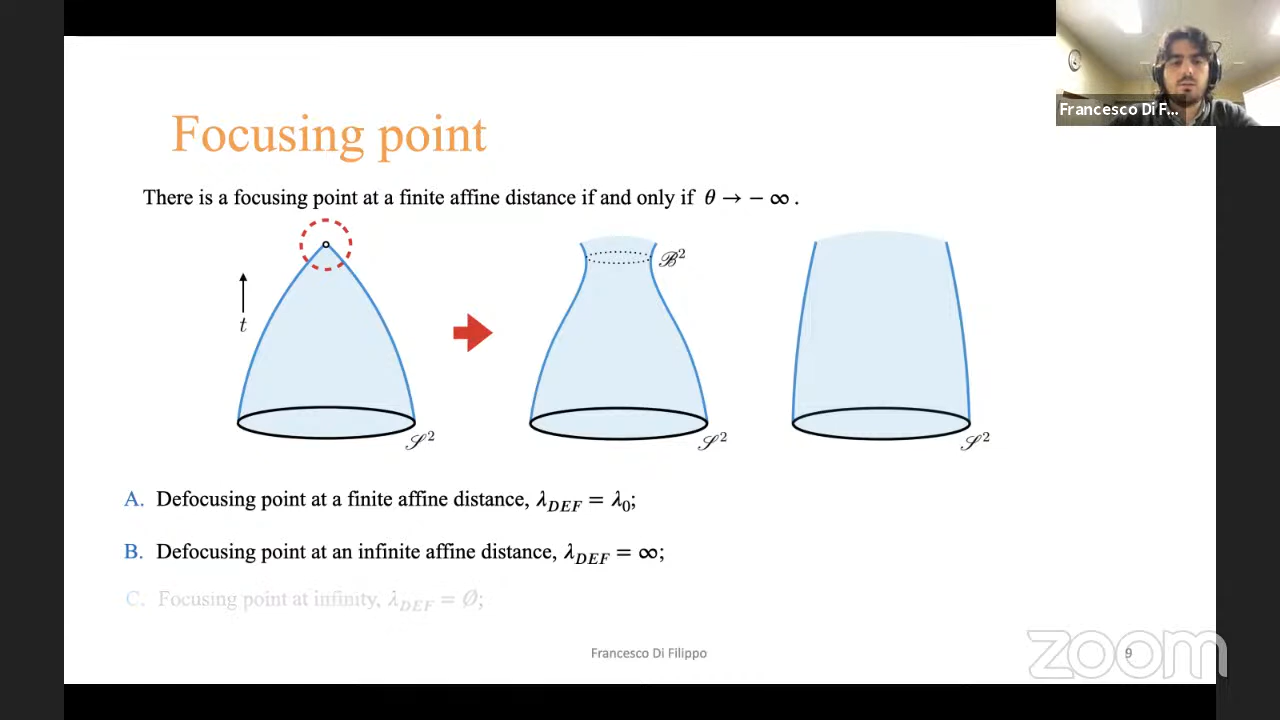 Francesco Di F...
Focusing point
There is a focusing point at a finite affine distance if and only if θ → − ∞ .
t
𝒮²
ℬ²
𝒮²
𝒮²
A. Defocusing point at a finite affine distance, λ_DEF = λ₀;
B. Defocusing point at an infinite affine distance, λ_DEF = ∞;
C. Focusing point at infinity, λ_DEF = Ø;
Francesco Di Filippo
9
zoom